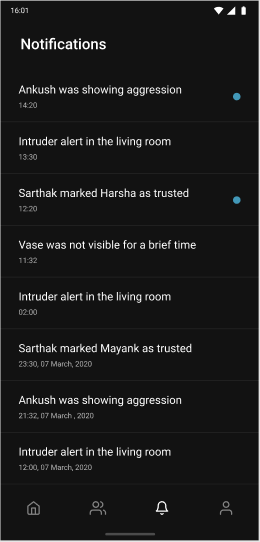 16:01
Notifications
Ankush was showing aggression
14:20
Intruder alert in the living room
13:30
Sarthak marked Harsha as trusted
12:20
Vase was not visible for a brief time
11:32
Intruder alert in the living room
02:00
Sarthak marked Mayank as trusted
23:30, 07 March, 2020
Ankush was showing aggression
21:32, 07 March , 2020
Intruder alert in the living room
12:00, 07 March, 2020